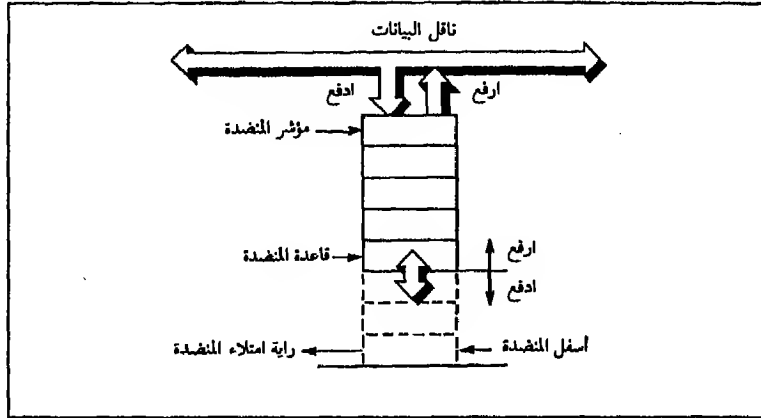 ناقل البيانات
ارفع
ادفع
مؤشر المنضدة
ارفع
قاعدة المنضدة
ادفع
أسفل المنضدة
راية امتلاء المنضدة